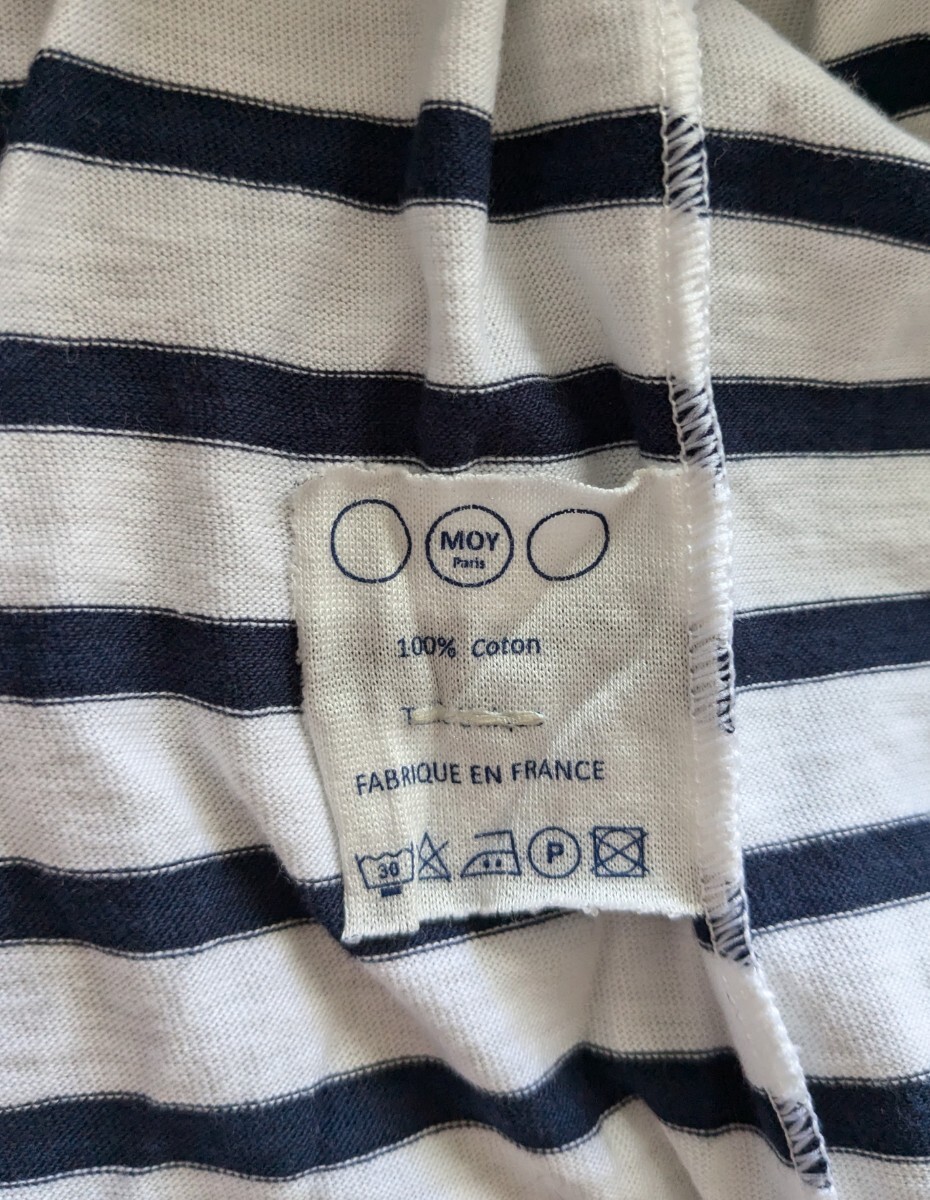 MOY
Paris
100% Coton
FABRIQUE EN FRANCE
30
P